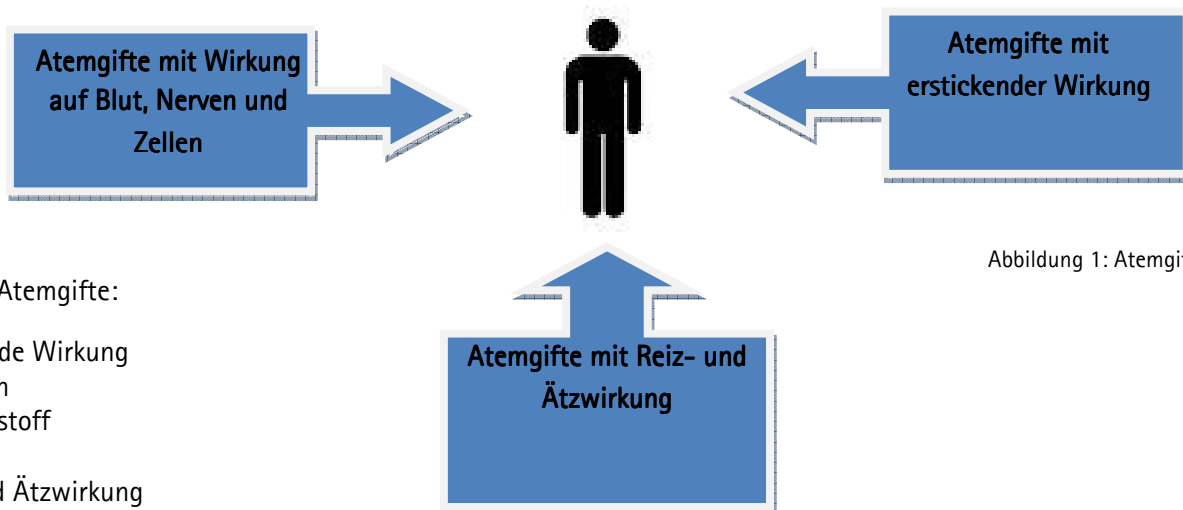 Atemgifte mit Wirkung
auf Blut, Nerven und
Zellen
Atemgifte mit
erstickender Wirkung
Abbildung 1: Atemgif
Atemgifte:
de Wirkung
stoff
d Ätzwirkung
Atemgifte mit Reiz- und
Ätzwirkung